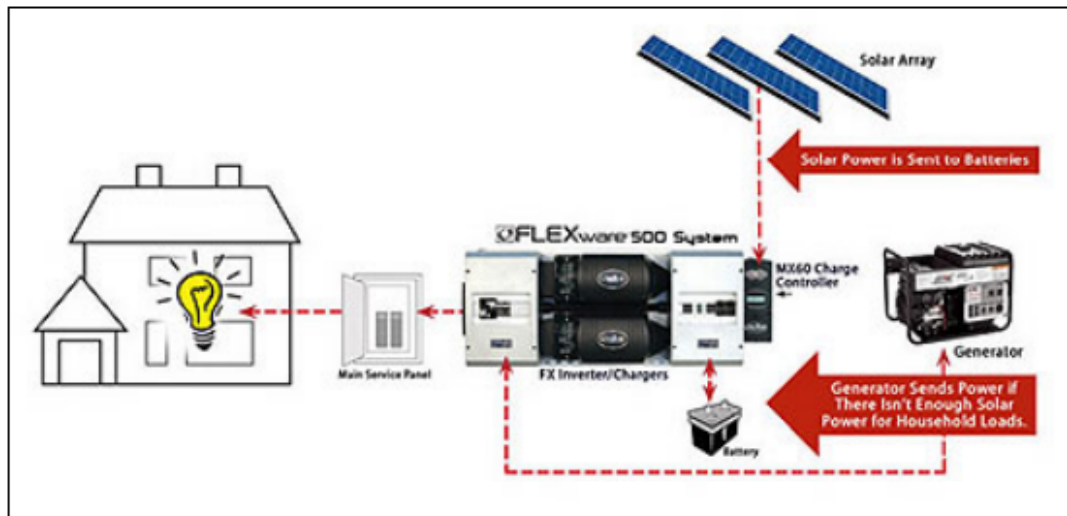 Solar Array
Solar Power is Sent to Batteries
FLEXware 500 System
MX60 Charge
Controller
Generator
Main Service Panel
FX Inverter/Chargers
Generator Sends Power if
There Isn't Enough Solar
Power for Household Loads.
Battery